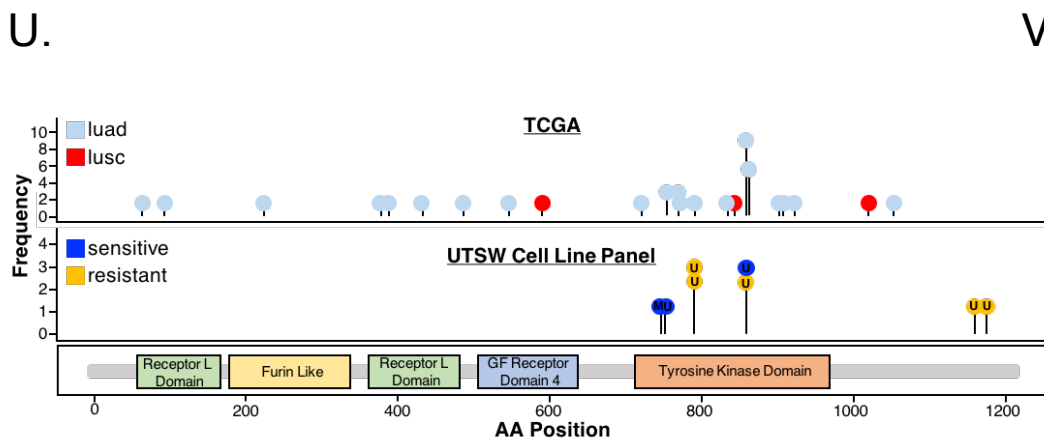 U.
V
TCGA
luad
lusc
10
8
6
4
2
0
Frequency
UTSW Cell Line Panel
sensitive
resistant
4
3
2
1
0
M U
U
U
U
U
U U
Receptor L
Domain
Furin Like
Receptor L
Domain
GF Receptor
Domain 4
Tyrosine Kinase Domain
0 200 400 600 800 1000 1200
AA Position